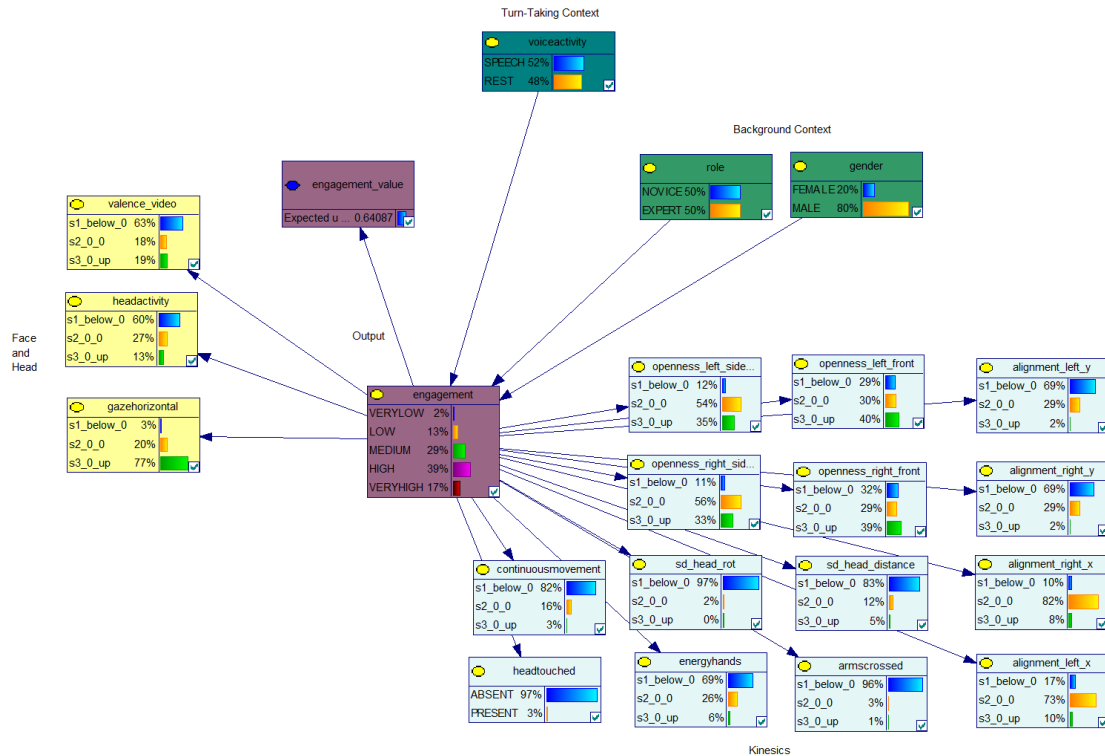 Turn-Taking Context
voiceactivity
SPEECH 52%
REST 48%
Background Context
role
NOVICE 50%
EXPERT 50%
gender
FEMALE 20%
MALE 80%
engagement_value
Expected u ... 0.64087
valence_video
s1_below_0 63%
s2_0_0 18%
s3_0_up 19%
headactivity
s1_below_0 60%
s2_0_0 27%
s3_0_up 13%
Face
and
Head
Output
gazehorizontal
s1_below_0 3%
s2_0_0 20%
s3_0_up 77%
engagement
VERYLOW 2%
LOW 13%
MEDIUM 29%
HIGH 39%
VERYHIGH 17%
openness_left_side...
s1_below_0 12%
s2_0_0 54%
s3_0_up 35%
openness_left_front
s1_below_0 29%
s2_0_0 30%
s3_0_up 40%
alignment_left_y
s1_below_0 69%
s2_0_0 29%
s3_0_up 2%
openness_right_sid...
s1_below_0 11%
s2_0_0 56%
s3_0_up 33%
openness_right_front
s1_below_0 32%
s2_0_0 29%
s3_0_up 39%
alignment_right_y
s1_below_0 69%
s2_0_0 29%
s3_0_up 2%
continuousmovement
s1_below_0 82%
s2_0_0 16%
s3_0_up 3%
sd_head_rot
s1_below_0 97%
s2_0_0 2%
s3_0_up 0%
sd_head_distance
s1_below_0 83%
s2_0_0 12%
s3_0_up 5%
alignment_right_x
s1_below_0 10%
s2_0_0 82%
s3_0_up 8%
headtouched
ABSENT 97%
PRESENT 3%
energyhands
s1_below_0 69%
s2_0_0 26%
s3_0_up 6%
armscrossed
s1_below_0 96%
s2_0_0 3%
s3_0_up 1%
alignment_left_x
s1_below_0 17%
s2_0_0 73%
s3_0_up 10%
Kinesics